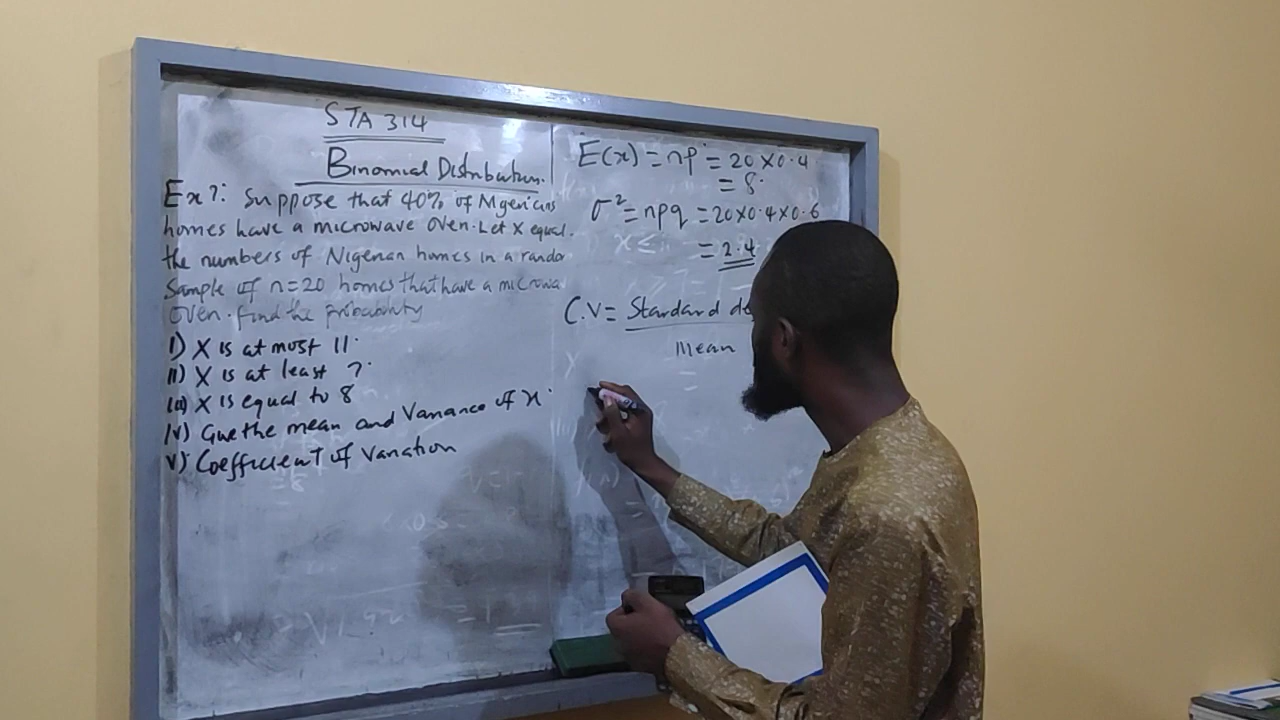 STA 314
Binomial Distribution.
Ex 7: Suppose that 40% of Nigerians
homes have a microwave oven. Let X equal
the numbers of Nigerian homes in a rando
Sample of n=20 homes that have a microwa
oven. find the probability
i) X is at most 11.
ii) X is at least 7.
iii) X is equal to 8
iv) Give the mean and Variance of x.
v) Coefficient of Variation
E(x) = np = 20 X 0.4
= 8.
σ² = npq = 20 X 0.4 X 0.6
= 2.4
C.V = Standard de
Mean